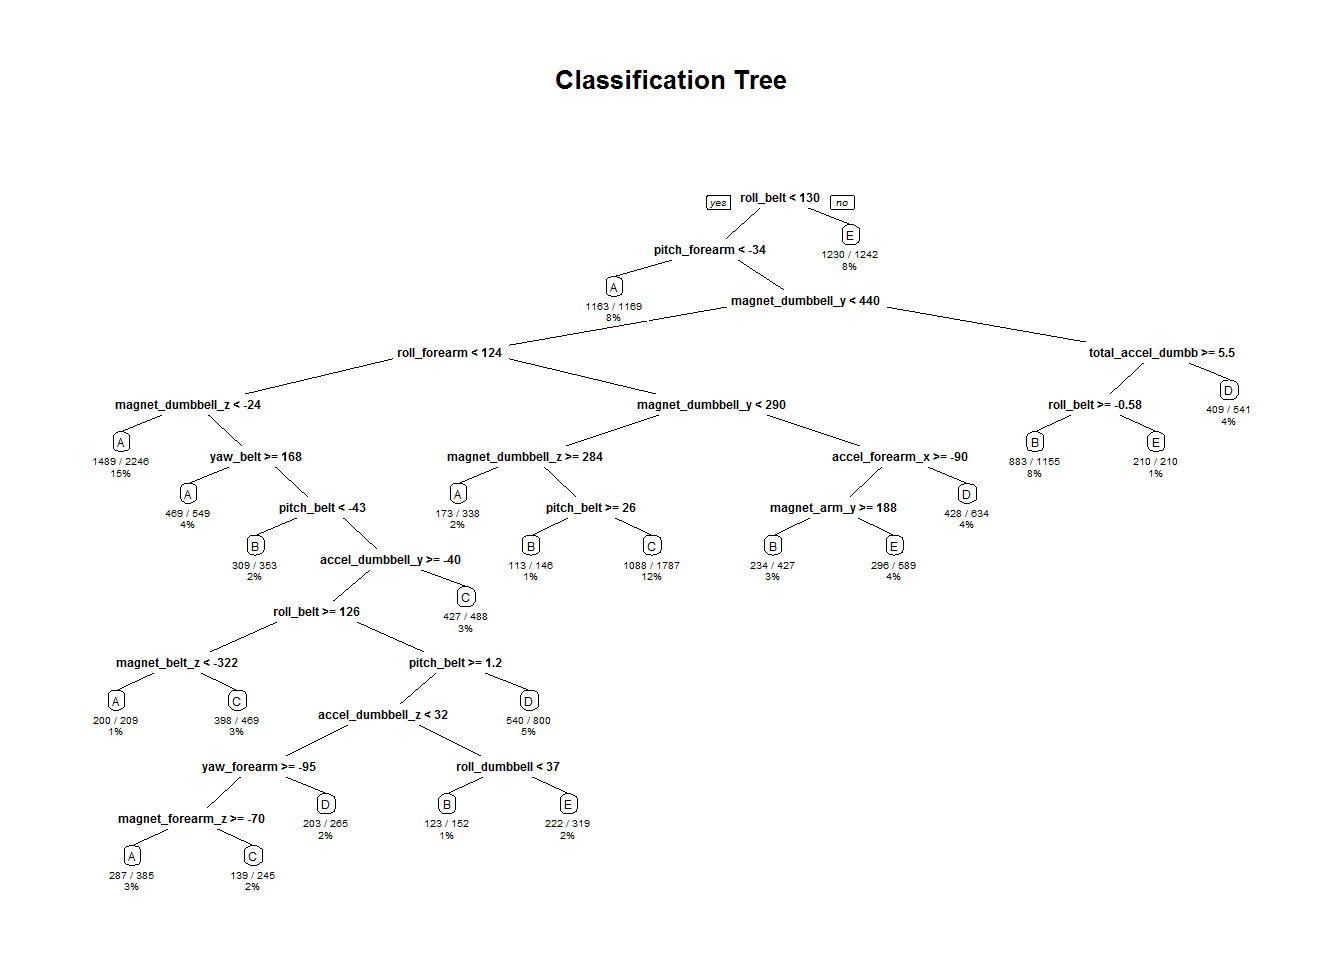 Classification Tree
yes
roll_belt < 130
no
E
1230 / 1242
8%
pitch_forearm < -34
A
1163 / 1169
8%
magnet_dumbbell_y < 440
roll_forearm < 124
total_accel_dumbb >= 5.5
magnet_dumbbell_z < -24
magnet_dumbbell_y < 290
roll_belt >= -0.58
D
409 / 541
4%
A
1489 / 2246
15%
yaw_belt >= 168
magnet_dumbbell_z >= 284
accel_forearm_x >= -90
B
883 / 1155
8%
E
210 / 210
1%
A
469 / 549
4%
pitch_belt < -43
A
173 / 338
2%
pitch_belt >= 26
magnet_arm_y >= 188
D
428 / 634
4%
B
309 / 353
2%
accel_dumbbell_y >= -40
B
113 / 146
1%
C
1088 / 1787
12%
B
234 / 427
3%
E
296 / 589
4%
roll_belt >= 126
C
427 / 488
3%
magnet_belt_z < -322
pitch_belt >= 1.2
A
200 / 209
1%
C
398 / 469
3%
accel_dumbbell_z < 32
D
540 / 800
5%
yaw_forearm >= -95
roll_dumbbell < 37
magnet_forearm_z >= -70
D
203 / 265
2%
B
123 / 152
1%
E
222 / 319
2%
A
287 / 385
3%
C
139 / 245
2%